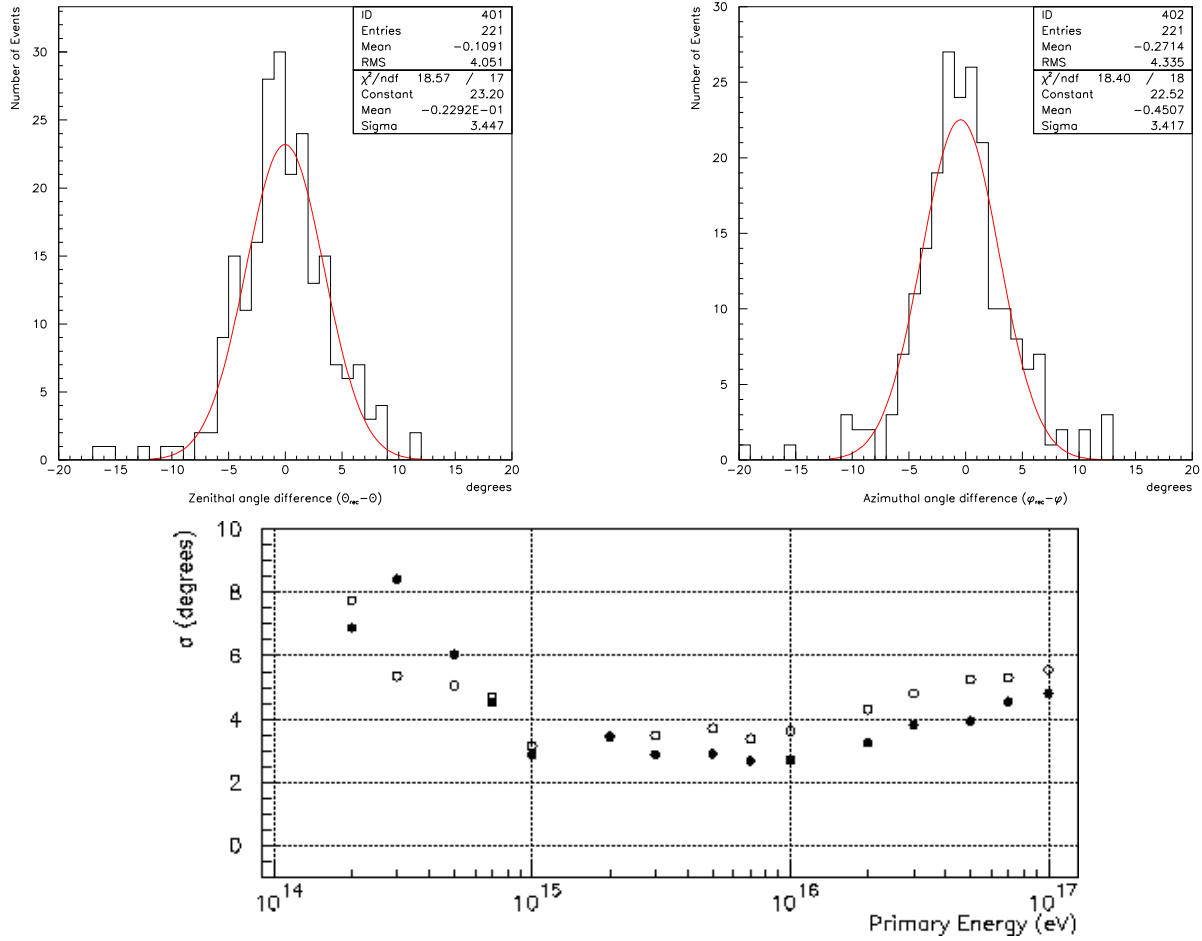 ID 401
Entries 221
Mean -0.1091
RMS 4.051
χ²/ndf 18.57 / 17
Constant 23.20
Mean -0.2292E-01
Sigma 3.447
Number of Events
30
25
20
15
10
5
0
-20 -15 -10 -5 0 5 10 15 20
degrees
Zenithal angle difference (Θrec-Θ)
ID 402
Entries 221
Mean -0.2714
RMS 4.335
χ²/ndf 18.40 / 18
Constant 22.52
Mean -0.4507
Sigma 3.417
Number of Events
30
25
20
15
10
5
0
-20 -15 -10 -5 0 5 10 15 20
degrees
Azimuthal angle difference (φrec-φ)
σ (degrees)
10
8
6
4
2
0
10^14 10^15 10^16 10^17
Primary Energy (eV)